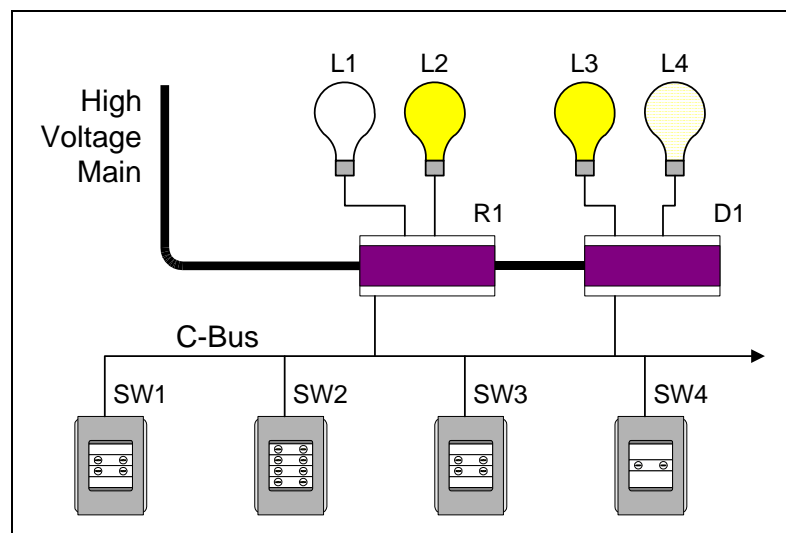 L1
L2
L3
L4
High
Voltage
Main
R1
D1
C-Bus
SW1
SW2
SW3
SW4